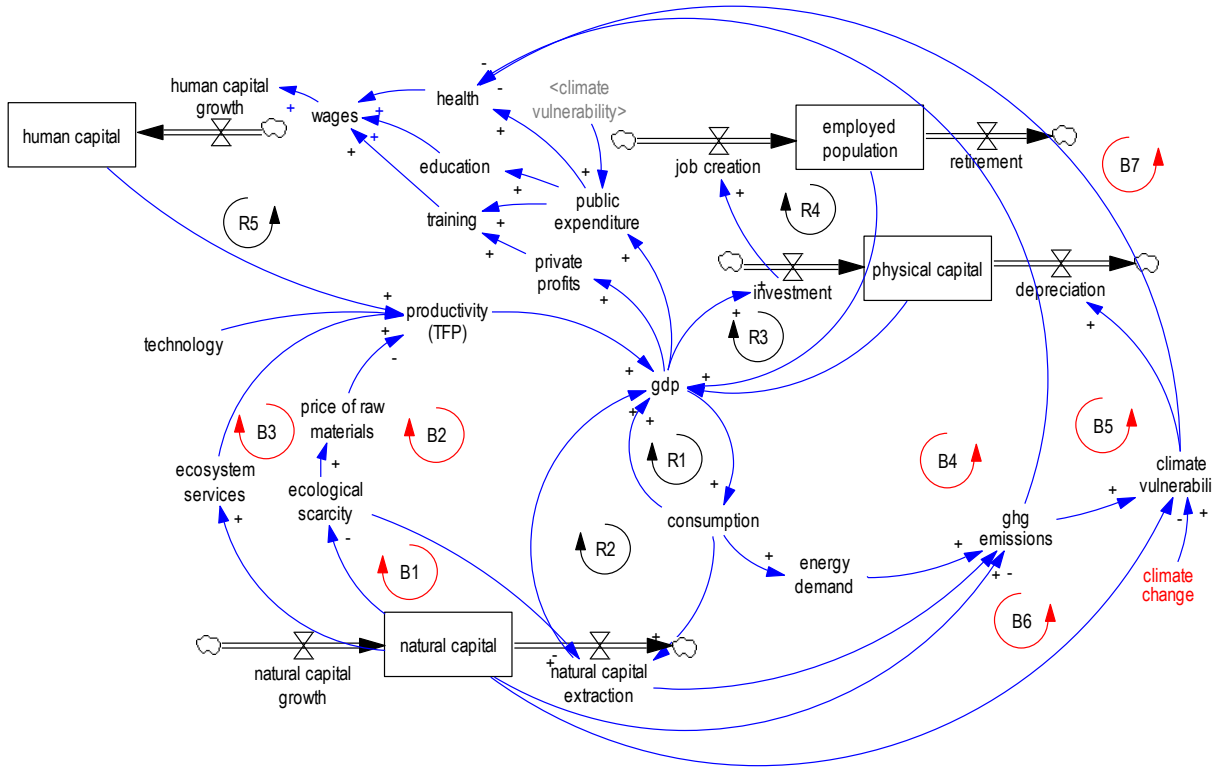 human capital
growth
human capital
wages
health
<climate
vulnerability>
education
training
public
expenditure
private
profits
job creation
employed
population
retirement
B7
R4
R5
investment
physical capital
depreciation
R3
productivity
(TFP)
technology
gdp
price of raw
materials
B3
B2
R1
B4
B5
ecosystem
services
ecological
scarcity
consumption
ghg
emissions
climate
vulnerabili
R2
energy
demand
climate
change
B1
B6
natural capital
natural capital
growth
natural capital
extraction